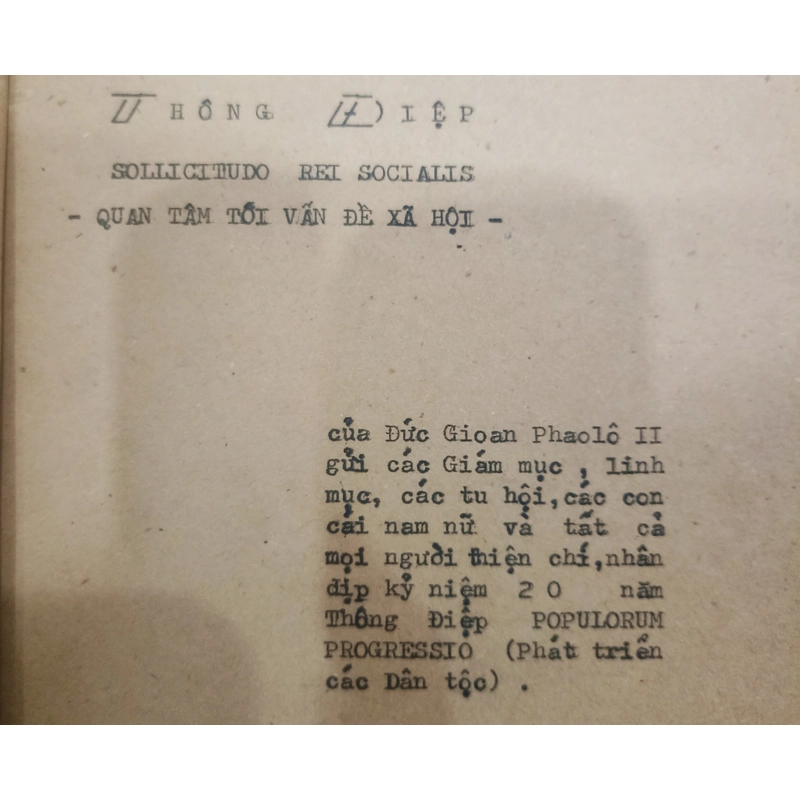 THÔNG ĐIỆP
SOLLICITUDO REI SOCIALIS
- QUAN TÂM TỚI VẤN ĐỀ XÃ HỘI -
của Đức Gioan Phaolô II
gửi các Giám mục , linh
mục, các tu hội,các con
cái nam nữ và tất cả
mọi người thiện chí,nhân
dịp kỷ niệm 20 năm
Thông Điệp POPULORUM
PROGRESSIO (Phát triển
các Dân tộc) .